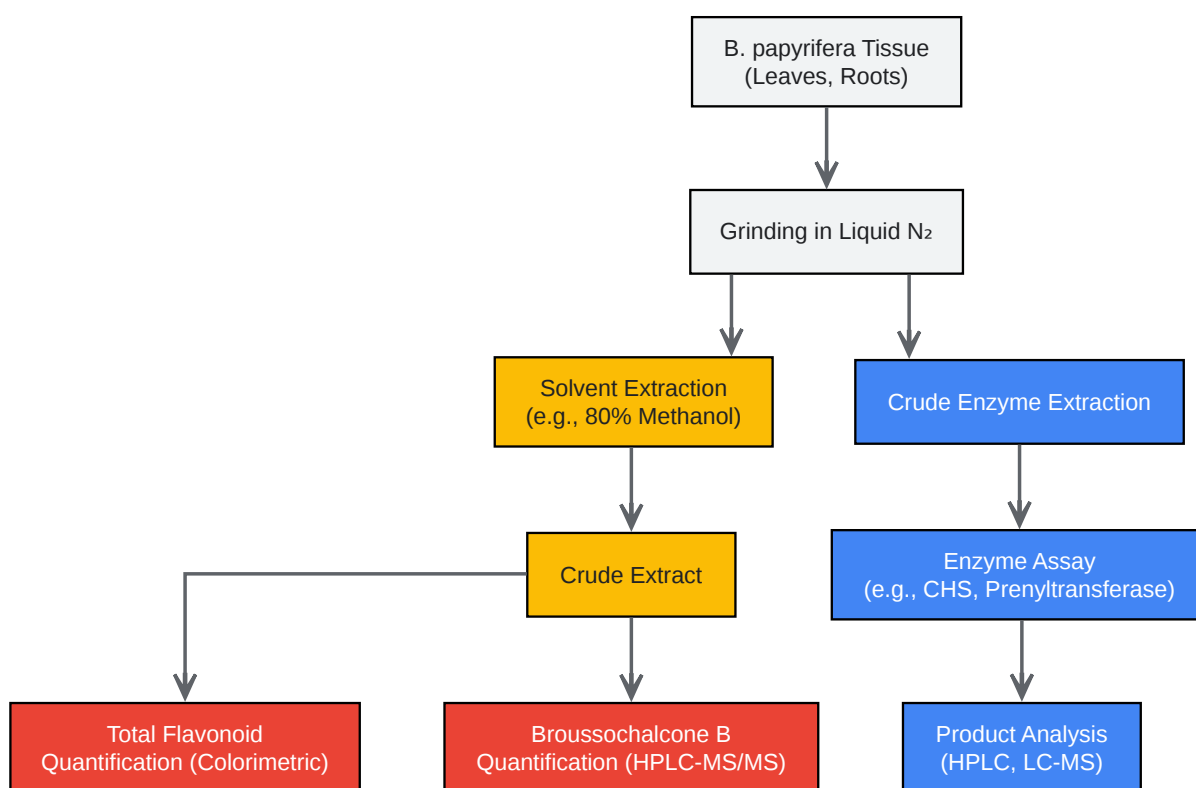 B. papyrifera Tissue
(Leaves, Roots)
Grinding in Liquid N₂
Solvent Extraction
(e.g., 80% Methanol)
Crude Enzyme Extraction
Crude Extract
Enzyme Assay
(e.g., CHS, Prenyltransferase)
Total Flavonoid
Quantification (Colorimetric)
Broussochalcone B
Quantification (HPLC-MS/MS)
Product Analysis
(HPLC, LC-MS)